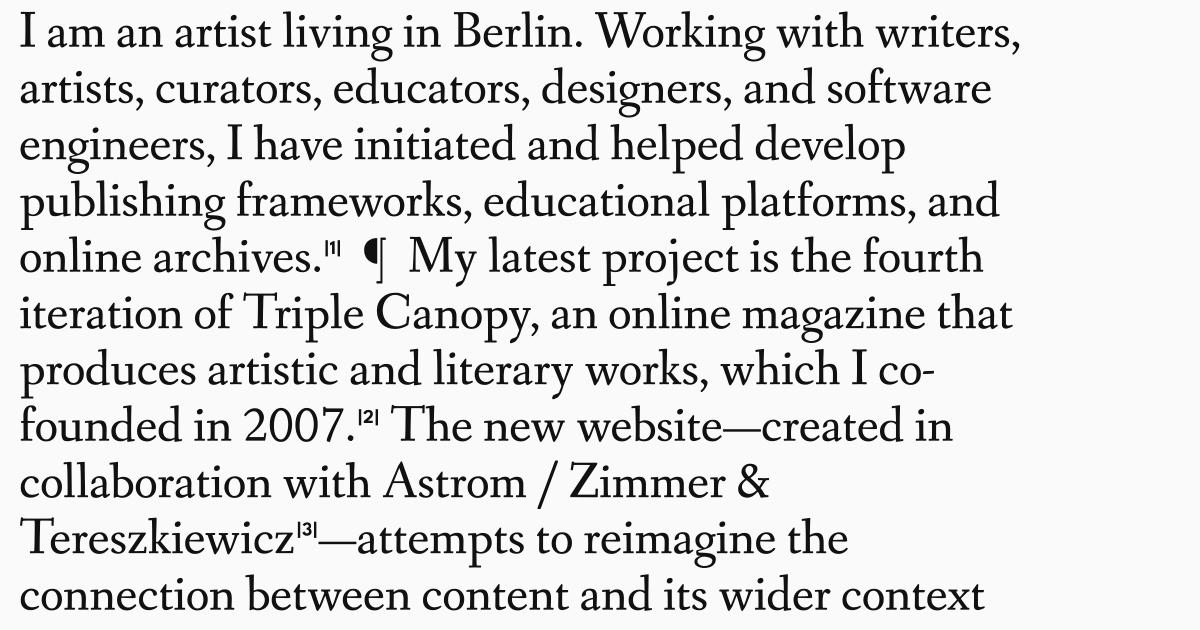 I am an artist living in Berlin. Working with writers,
artists, curators, educators, designers, and software
engineers, I have initiated and helped develop
publishing frameworks, educational platforms, and
online archives.|1| ¶ My latest project is the fourth
iteration of Triple Canopy, an online magazine that
produces artistic and literary works, which I co-
founded in 2007.|2| The new website—created in
collaboration with Astrom / Zimmer &
Tereszkiewicz|3|—attempts to reimagine the
connection between content and its wider context